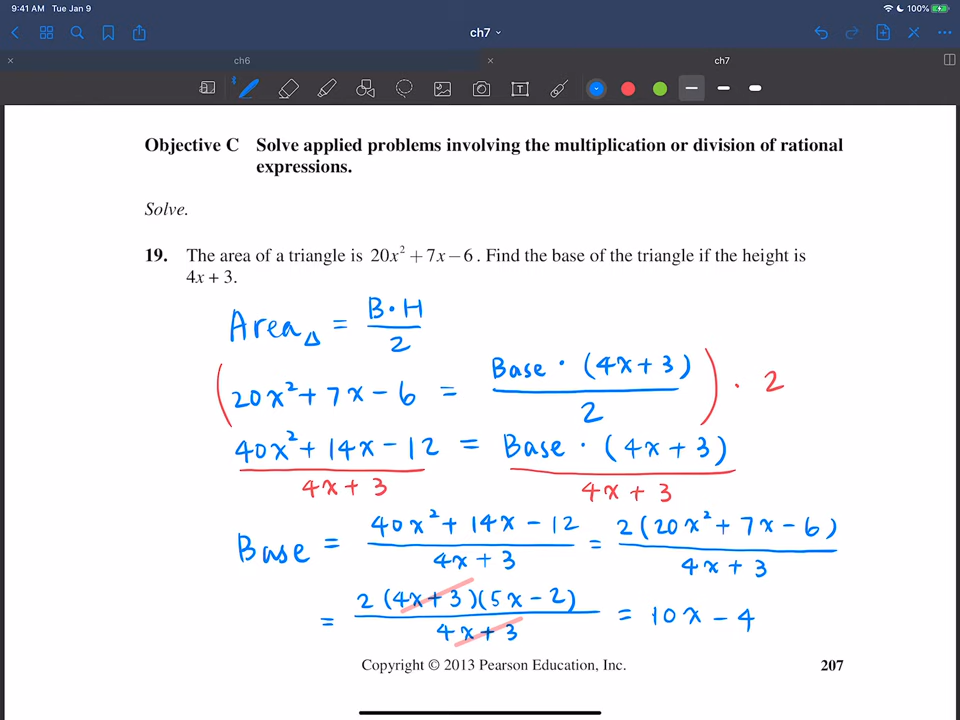 9:41 AM Tue Jan 9 100%
ch7
ch6 ch7
Objective C Solve applied problems involving the multiplication or division of rational
expressions.
Solve.
19. The area of a triangle is 20x² + 7x − 6. Find the base of the triangle if the height is
4x + 3.
Area△ = B·H / 2
(20x² + 7x − 6 = Base · (4x + 3) / 2) · 2
40x² + 14x − 12 = Base · (4x + 3)
4x + 3 4x + 3
Base = 40x² + 14x − 12 / 4x + 3 = 2(20x² + 7x − 6) / 4x + 3
= 2(4x + 3)(5x − 2) / 4x + 3 = 10x − 4
Copyright © 2013 Pearson Education, Inc. 207